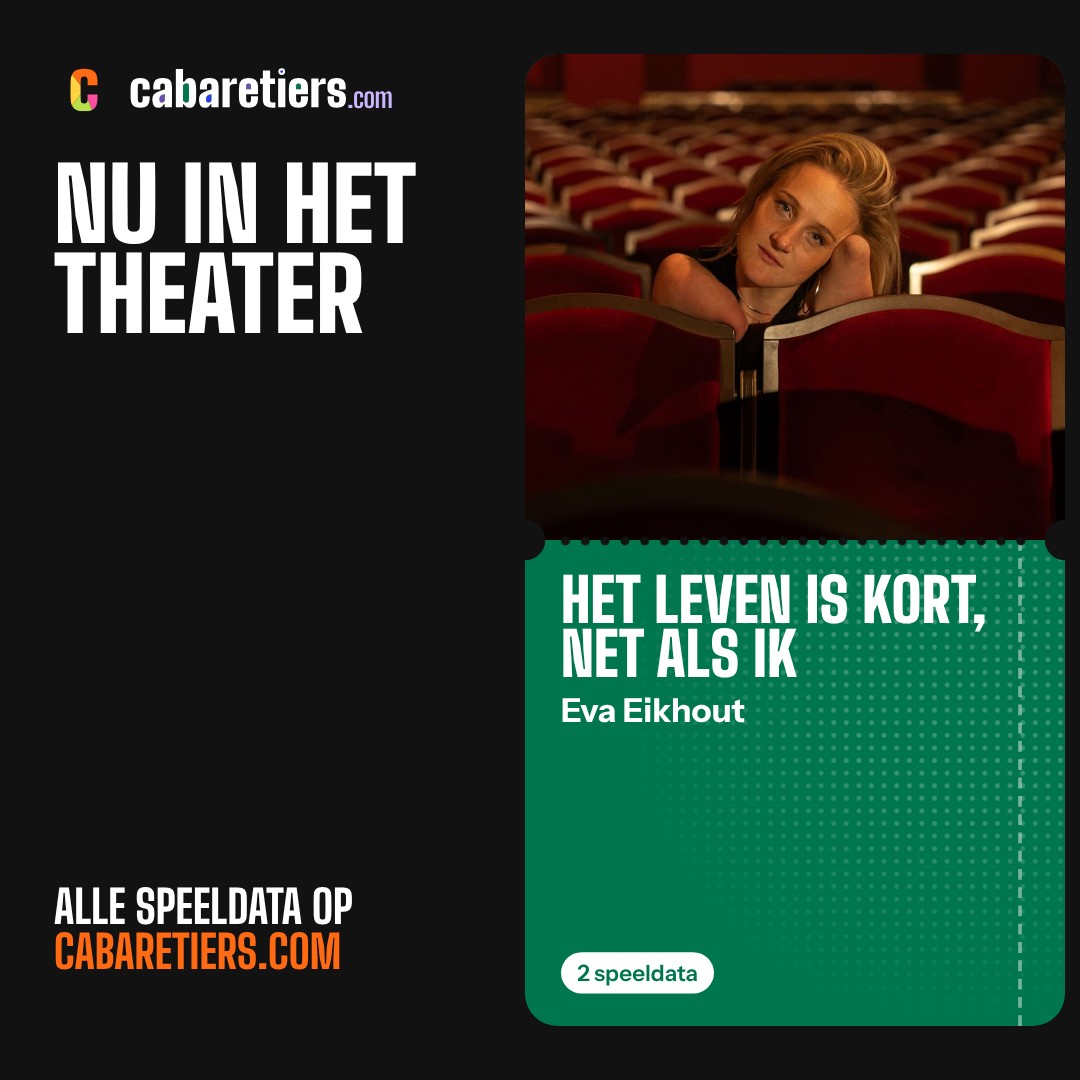 cabaretiers.com
NU IN HET
THEATER
HET LEVEN IS KORT,
NET ALS IK
Eva Eikhout
2 speeldata
ALLE SPEELDATA OP
CABARETIERS.COM